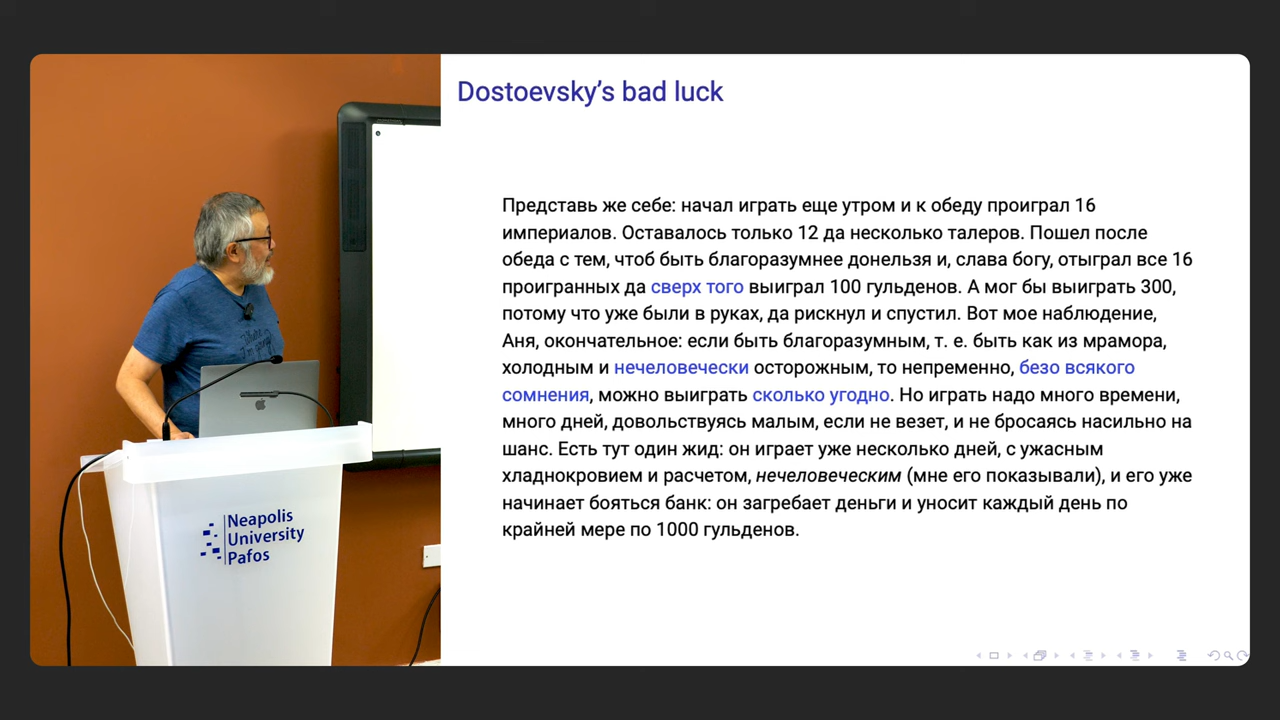 Dostoevsky's bad luck
Представь же себе: начал играть еще утром и к обеду проиграл 16
империалов. Оставалось только 12 да несколько талеров. Пошел после
обеда с тем, чтоб быть благоразумнее донельзя и, слава богу, отыграл все 16
проигранных да сверх того выиграл 100 гульденов. А мог бы выиграть 300,
потому что уже были в руках, да рискнул и спустил. Вот мое наблюдение,
Аня, окончательное: если быть благоразумным, т. е. быть как из мрамора,
холодным и нечеловечески осторожным, то непременно, безо всякого
сомнения, можно выиграть сколько угодно. Но играть надо много времени,
много дней, довольствуясь малым, если не везет, и не бросаясь насильно на
шанс. Есть тут один жид: он играет уже несколько дней, с ужасным
хладнокровием и расчетом, нечеловеческим (мне его показывали), и его уже
начинает бояться банк: он загребает деньги и уносит каждый день по
крайней мере по 1000 гульденов.
Neapolis
University
Pafos